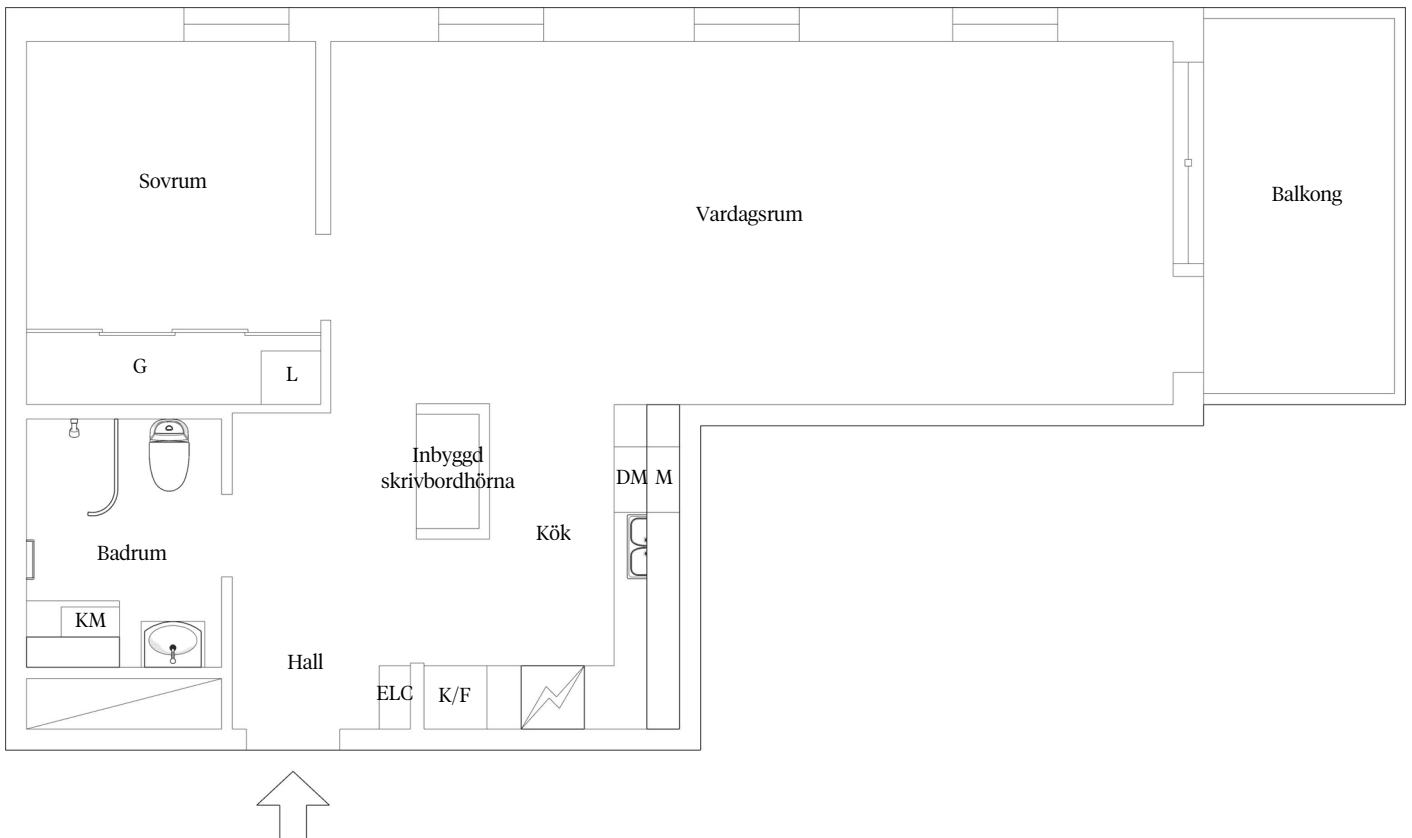 Sovrum
Vardagsrum
Balkong
G
L
Inbyggd
skrivbordhörna
DM
M
Kök
Badrum
KM
Hall
ELC
K/F